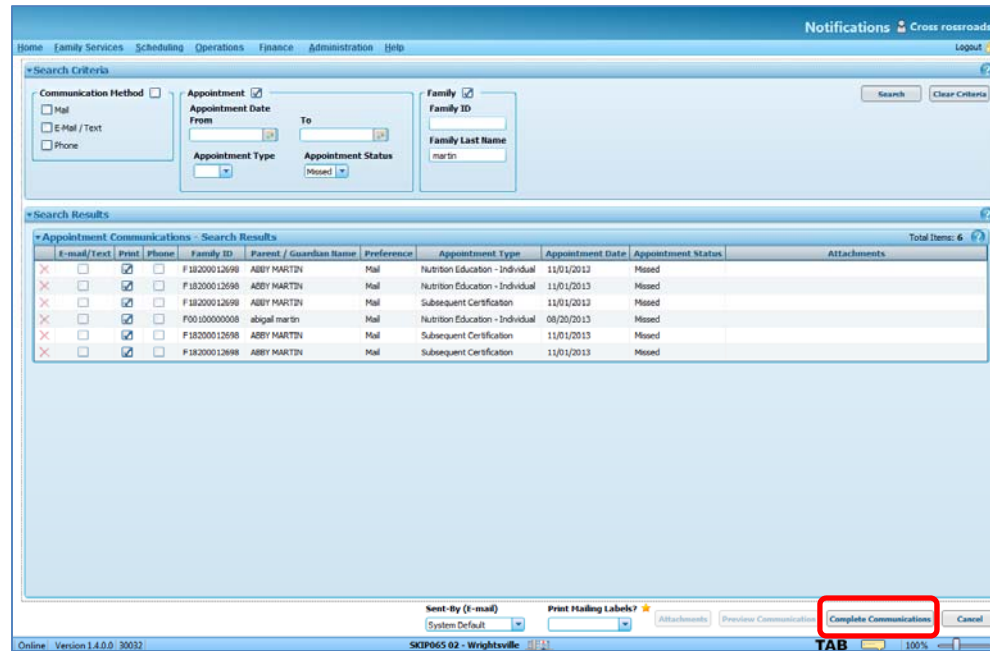 Notifications Cross rossroads
Home Family Services Scheduling Operations Finance Administration Help Logout
Search Criteria
Communication Method Appointment Family Search Clear Criteria
Mail Appointment Date Family ID
E-Mail / Text From To
Phone Family Last Name
Appointment Type Appointment Status martin
Missed
Search Results
Appointment Communications - Search Results Total Items: 6
E-mail/Text Print Phone Family ID Parent / Guardian Name Preference Appointment Type Appointment Date Appointment Status Attachments
F18200012698 ABBY MARTIN Mail Nutrition Education - Individual 11/01/2013 Missed
F18200012698 ABBY MARTIN Mail Nutrition Education - Individual 11/01/2013 Missed
F18200012698 ABBY MARTIN Mail Subsequent Certification 11/01/2013 Missed
F00100000008 abigail martin Mail Nutrition Education - Individual 08/20/2013 Missed
F18200012698 ABBY MARTIN Mail Subsequent Certification 11/01/2013 Missed
F18200012698 ABBY MARTIN Mail Subsequent Certification 11/01/2013 Missed
Sent-By (E-mail) Print Mailing Labels?
System Default Attachments Preview Communication Complete Communications Cancel
Online Version 1.4.0.0 30032 SKIP065 02 - Wrightsville TAB 100%